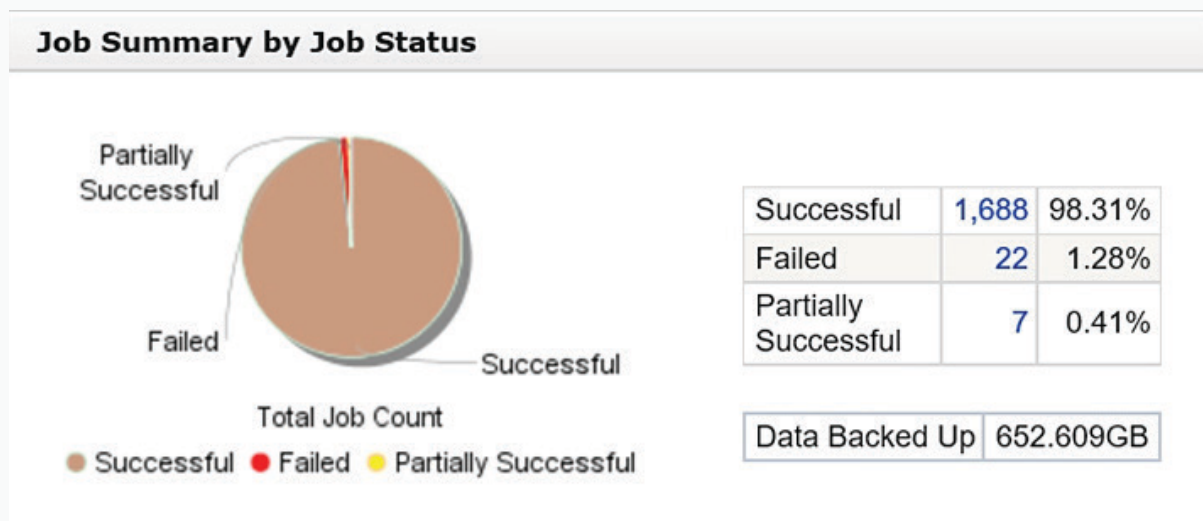 Job Summary by Job Status
Partially
Successful
Failed
Successful
Total Job Count
Successful Failed Partially Successful
Successful 1,688 98.31%
Failed 22 1.28%
Partially
Successful 7 0.41%
Data Backed Up 652.609GB